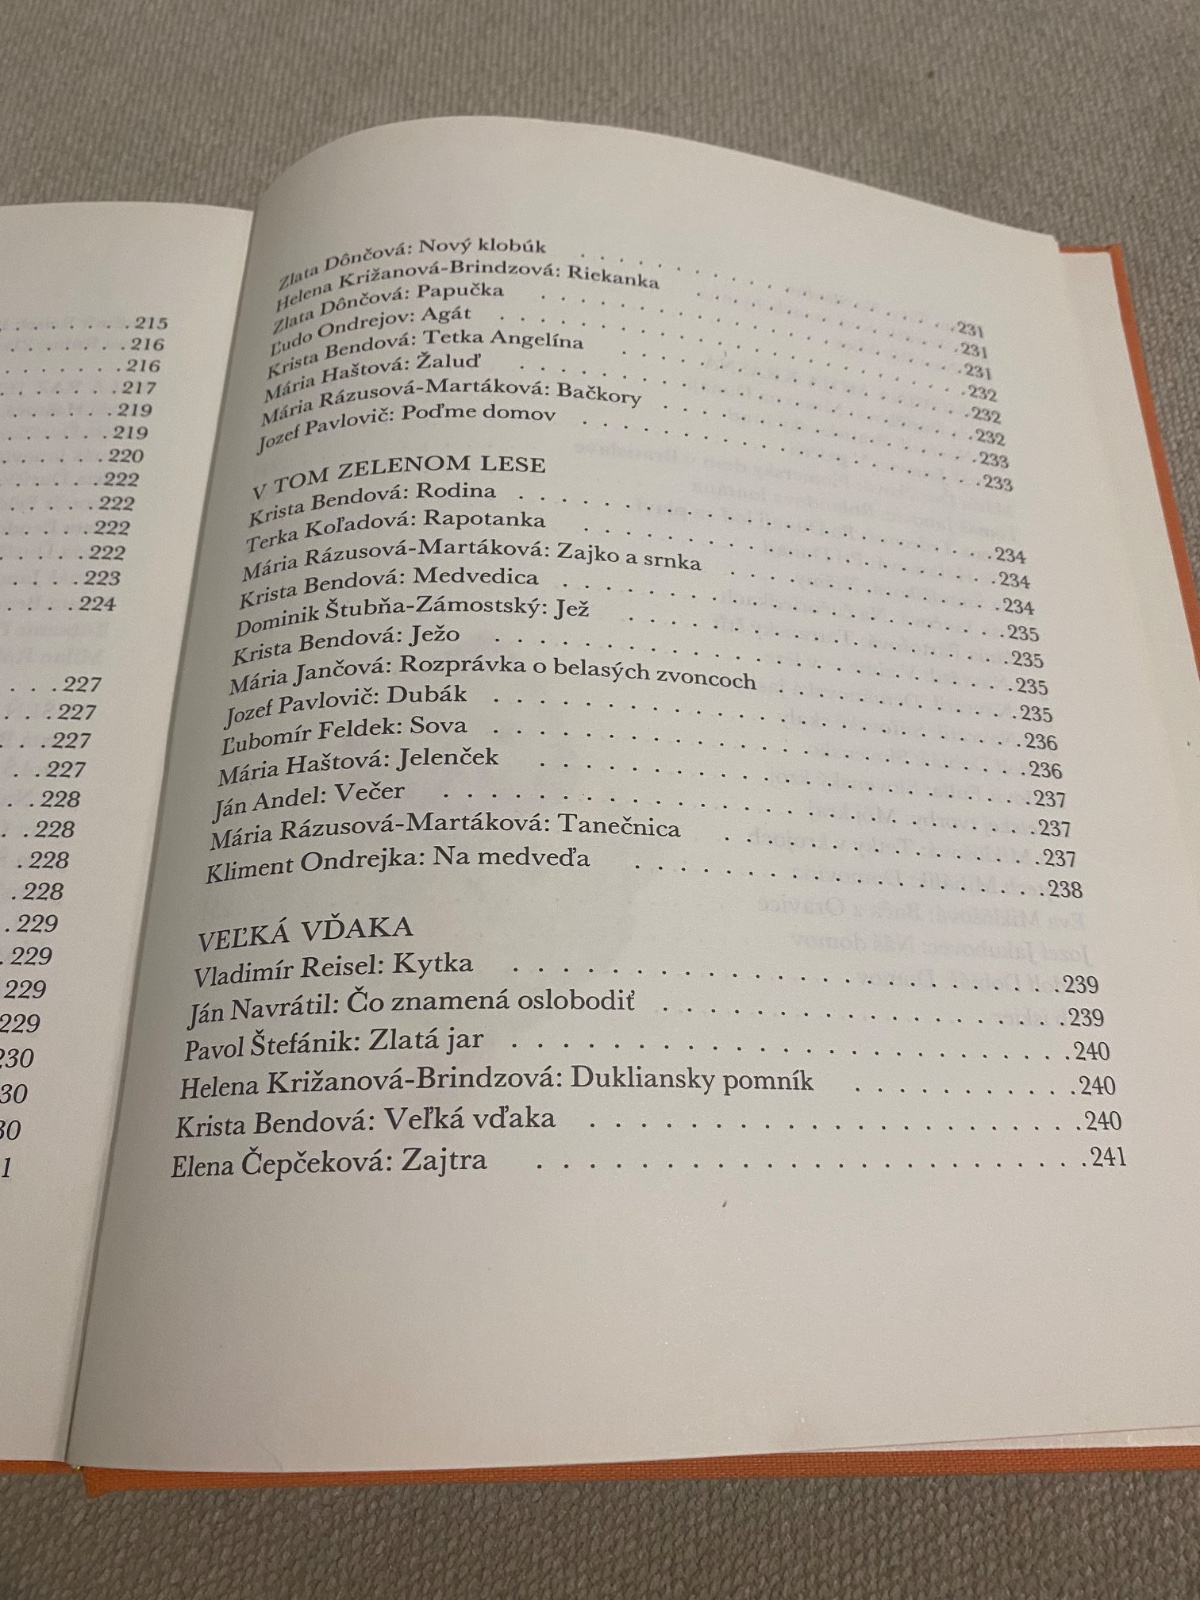 . . . . . . . .215
. . . . . . .216
. . . . . . .216
. . . . . . .217
. . . . . . .219
. . . . . . .219
. . . . . .220
. . . . . .222
. . . . . .222
. . . . . .222
. . . . . .222
. . . . . .223
. . . . . .224
. . . .227
. . . .227
. . . .227
. . .227
. . .228
. . .228
. .228
. .228
. .229
. .229
229
229
230
30
30
1
Zlata Dônčová: Nový klobúk . . . . . . . . . . . . . . . .231
Helena Križanová-Brindzová: Riekanka . . . . . . . . . . . .231
Zlata Dônčová: Papučka . . . . . . . . . . . . . . . . . .231
Ľudo Ondrejov: Agát . . . . . . . . . . . . . . . . . . .232
Krista Bendová: Tetka Angelína . . . . . . . . . . . . . .232
Mária Haštová: Žaluď . . . . . . . . . . . . . . . . . . .232
Mária Rázusová-Martáková: Bačkory . . . . . . . . . . . . .233
Jozef Pavlovič: Poďme domov . . . . . . . . . . . . . . . .233
V TOM ZELENOM LESE
Krista Bendová: Rodina . . . . . . . . . . . . . . . . . .234
Terka Koľadová: Rapotanka . . . . . . . . . . . . . . . .234
Mária Rázusová-Martáková: Zajko a srnka . . . . . . . . . .234
Krista Bendová: Medvedica . . . . . . . . . . . . . . . .235
Dominik Štubňa-Zámostský: Jež . . . . . . . . . . . . . . .235
Krista Bendová: Ježo . . . . . . . . . . . . . . . . . . .235
Mária Jančová: Rozprávka o belasých zvoncoch . . . . . . . .235
Jozef Pavlovič: Dubák . . . . . . . . . . . . . . . . . .236
Ľubomír Feldek: Sova . . . . . . . . . . . . . . . . . . .236
Mária Haštová: Jelenček . . . . . . . . . . . . . . . . .237
Ján Andel: Večer . . . . . . . . . . . . . . . . . . . . .237
Mária Rázusová-Martáková: Tanečnica . . . . . . . . . . . .237
Kliment Ondrejka: Na medveďa . . . . . . . . . . . . . . .238
VEĽKÁ VĎAKA
Vladimír Reisel: Kytka . . . . . . . . . . . . . . . . . .239
Ján Navrátil: Čo znamená oslobodiť . . . . . . . . . . . . .239
Pavol Štefánik: Zlatá jar . . . . . . . . . . . . . . . . .240
Helena Križanová-Brindzová: Dukliansky pomník . . . . . . .240
Krista Bendová: Veľká vďaka . . . . . . . . . . . . . . . .240
Elena Čepčeková: Zajtra . . . . . . . . . . . . . . . . . .241